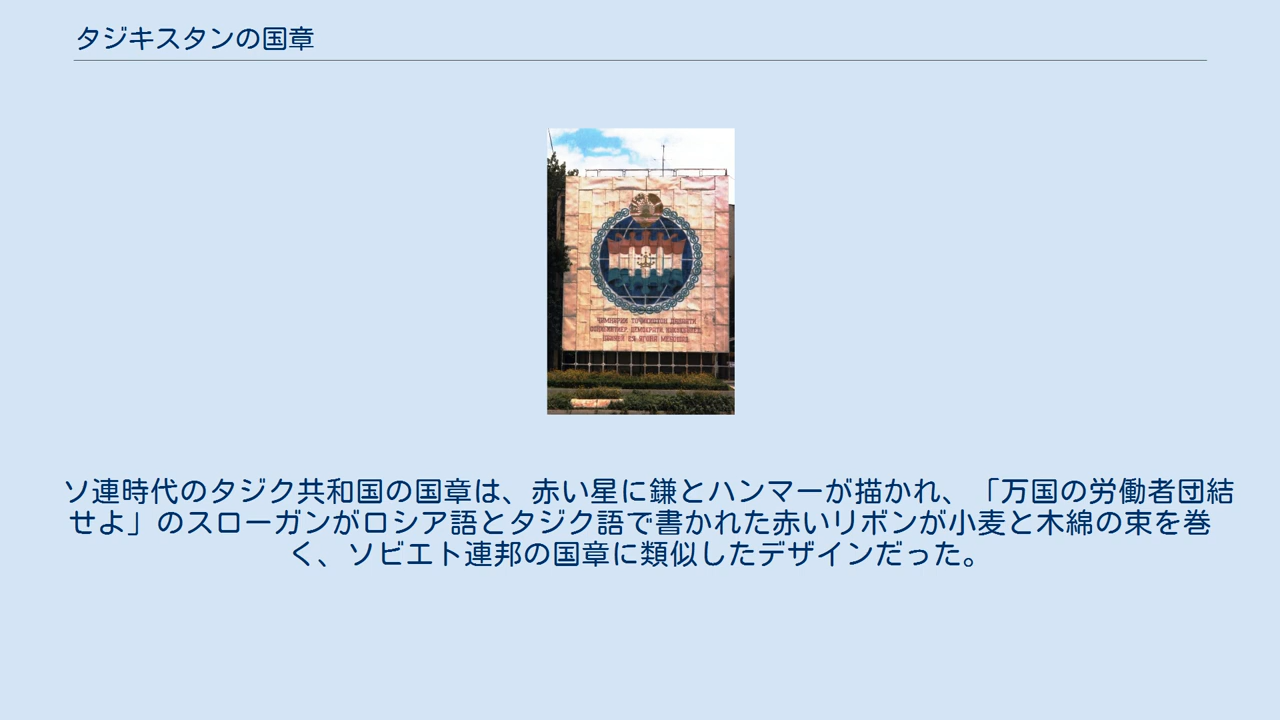 タジキスタンの国章
ソ連時代のタジク共和国の国章は、赤い星に鎌とハンマーが描かれ、「万国の労働者団結
せよ」のスローガンがロシア語とタジク語で書かれた赤いリボンが小麦と木綿の束を巻
く、ソビエト連邦の国章に類似したデザインだった。